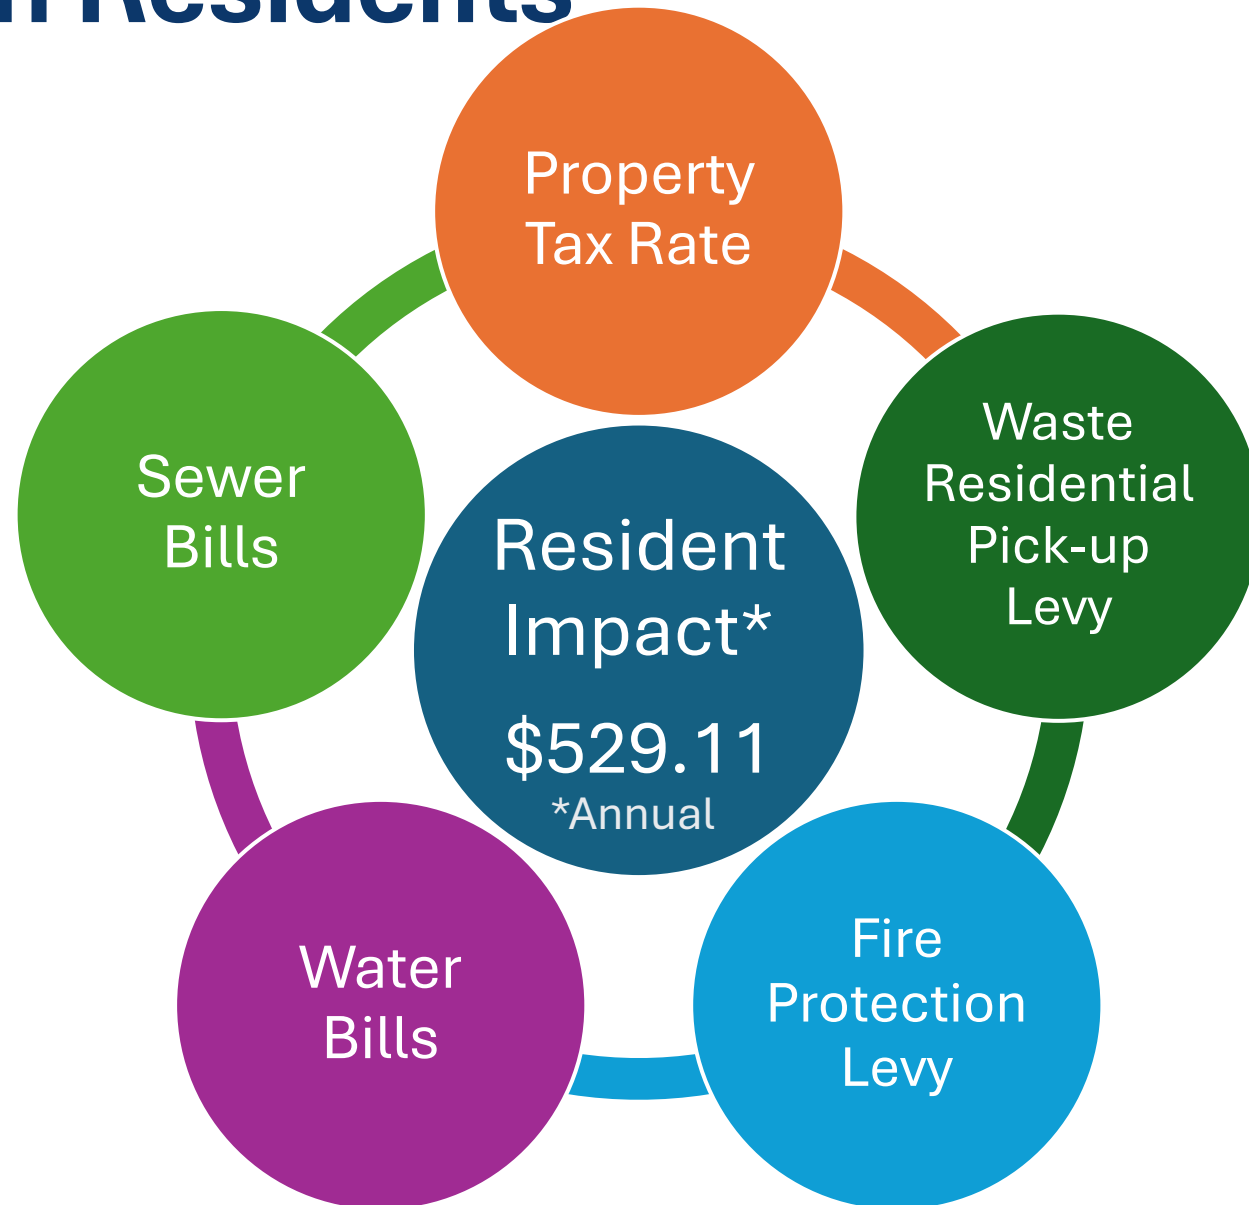 Residents
Property
Tax Rate
Waste
Residential
Pick-up
Levy
Fire
Protection
Levy
Water
Bills
Sewer
Bills
Resident
Impact*
$529.11
*Annual